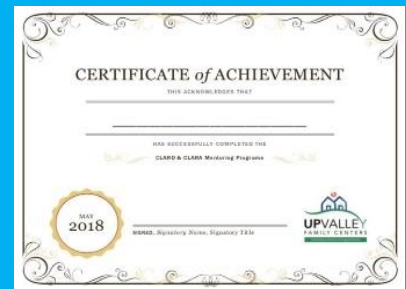 CERTIFICATE of ACHIEVEMENT
THIS ACKNOWLEDGES THAT
HAS SUCCESSFULLY COMPLETED THE
CLARO & CLARA Mentoring Programs
MAY
2018
SIGNED, Signatory Name, Signatory Title
UPVALLEY
FAMILY CENTERS